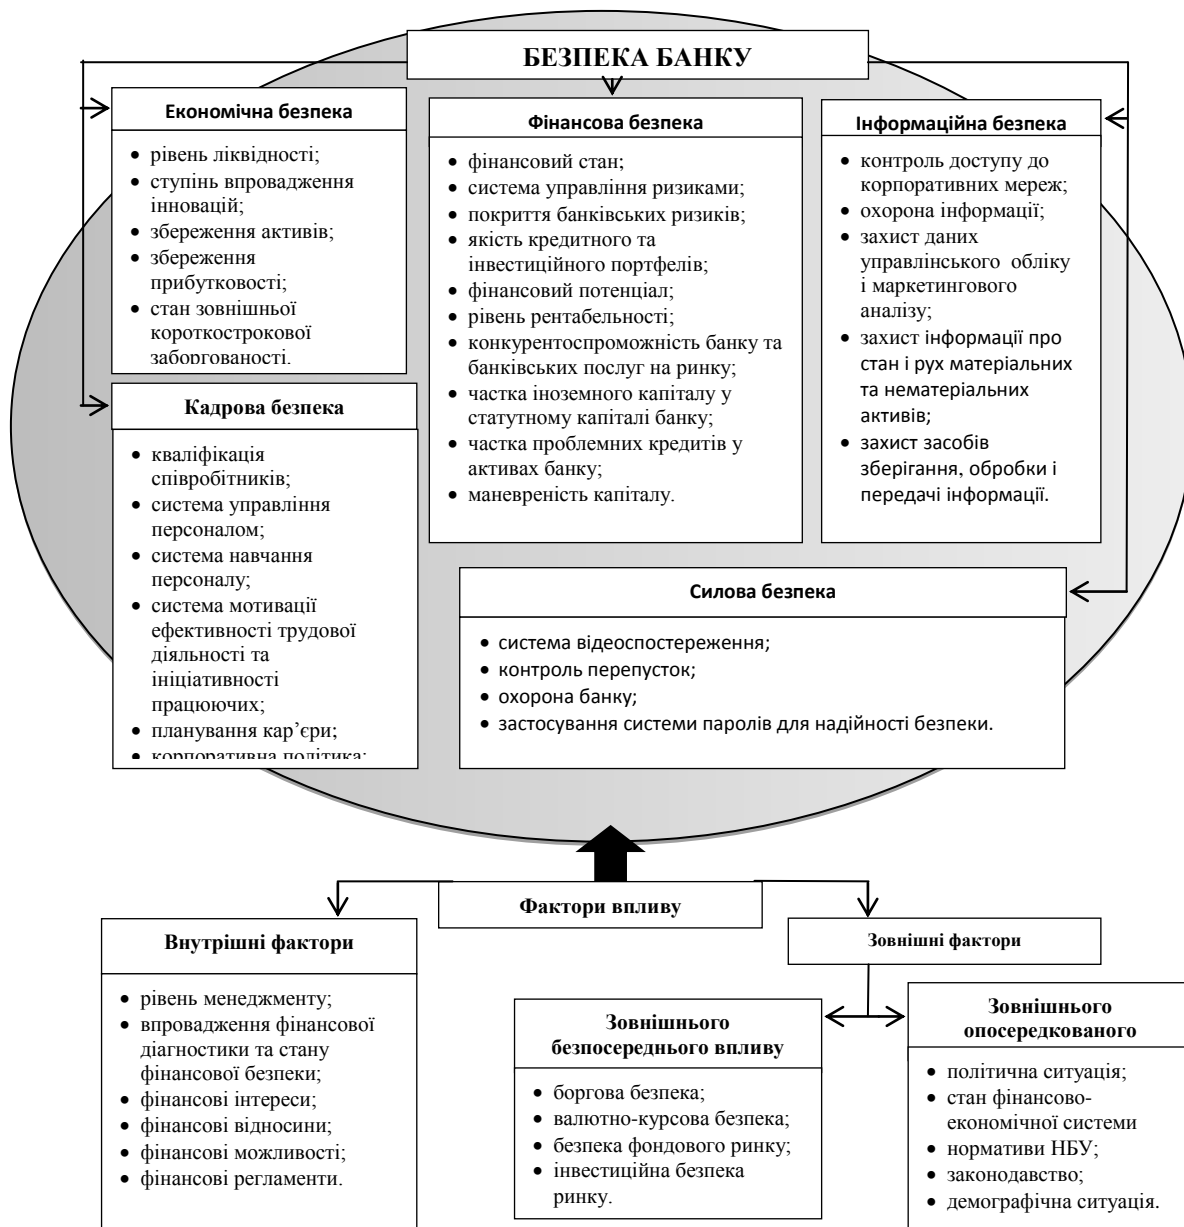 БЕЗПЕКА БАНКУ
Економічна безпека
• рівень ліквідності;
• ступінь впровадження
інновацій;
• збереження активів;
• збереження
прибутковості;
• стан зовнішньої
короткострокової
заборгованості.
Фінансова безпека
• фінансовий стан;
• система управління ризиками;
• покриття банківських ризиків;
• якість кредитного та
інвестиційного портфелів;
• фінансовий потенціал;
• рівень рентабельності;
• конкурентоспроможність банку та
банківських послуг на ринку;
• частка іноземного капіталу у
статутному капіталі банку;
• частка проблемних кредитів у
активах банку;
• маневреність капіталу.
Інформаційна безпека
• контроль доступу до
корпоративних мереж;
• охорона інформації;
• захист даних
управлінського обліку
і маркетингового
аналізу;
• захист інформації про
стан і рух матеріальних
та нематеріальних
активів;
• захист засобів
зберігання, обробки і
передачі інформації.
Кадрова безпека
• кваліфікація
співробітників;
• система управління
персоналом;
• система навчання
персоналу;
• система мотивації
ефективності трудової
діяльності та
ініціативності
працюючих;
• планування кар’єри;
• корпоративна політика;
Силова безпека
• система відеоспостереження;
• контроль перепусток;
• охорона банку;
• застосування системи паролів для надійності безпеки.
Фактори впливу
Внутрішні фактори
• рівень менеджменту;
• впровадження фінансової
діагностики та стану
фінансової безпеки;
• фінансові інтереси;
• фінансові відносини;
• фінансові можливості;
• фінансові регламенти.
Зовнішні фактори
Зовнішнього
безпосереднього впливу
• боргова безпека;
• валютно-курсова безпека;
• безпека фондового ринку;
• інвестиційна безпека
ринку.
Зовнішнього
опосередкованого
• політична ситуація;
• стан фінансово-
економічної системи
• нормативи НБУ;
• законодавство;
• демографічна ситуація.